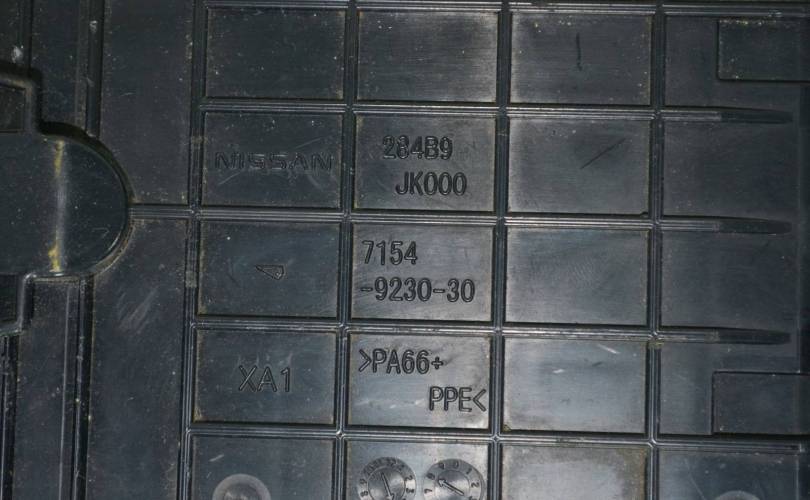 NISSAN
284B9
JK000
7154
-9230-30
XA1
>PA66+
PPE<